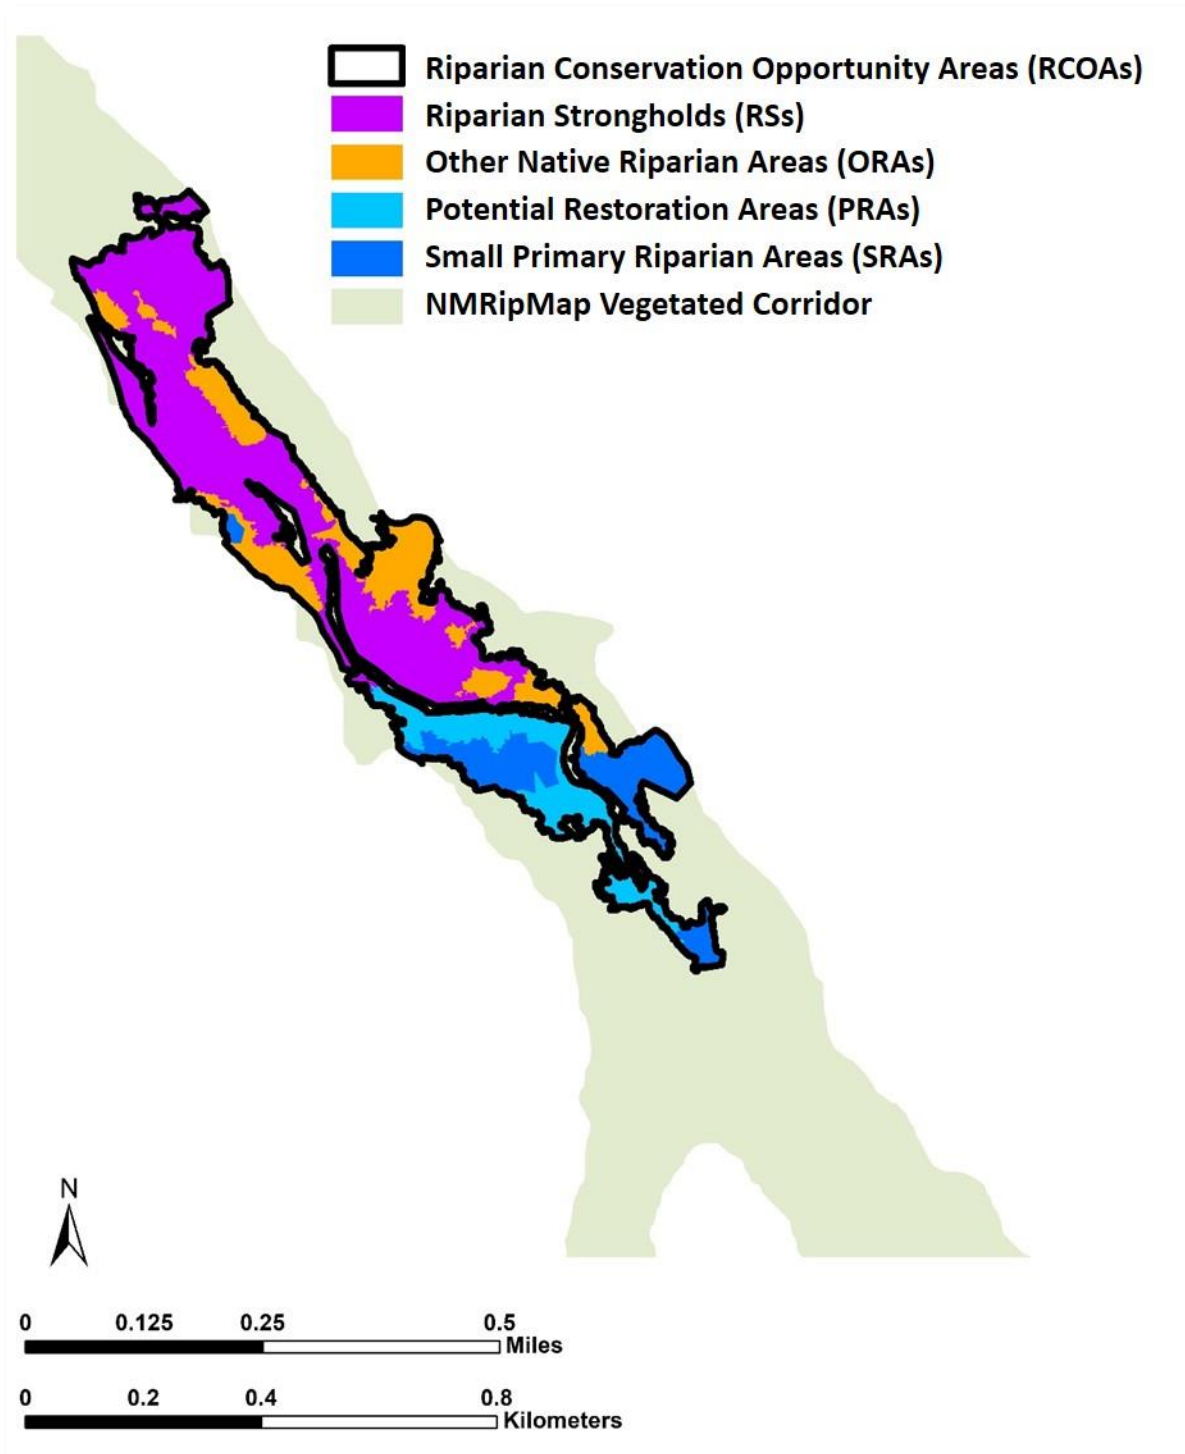 Riparian Conservation Opportunity Areas (RCOAs)
Riparian Strongholds (RSs)
Other Native Riparian Areas (ORAs)
Potential Restoration Areas (PRAs)
Small Primary Riparian Areas (SRAs)
NMRipMap Vegetated Corridor
N
0 0.125 0.25 0.5
Miles
0 0.2 0.4 0.8
Kilometers